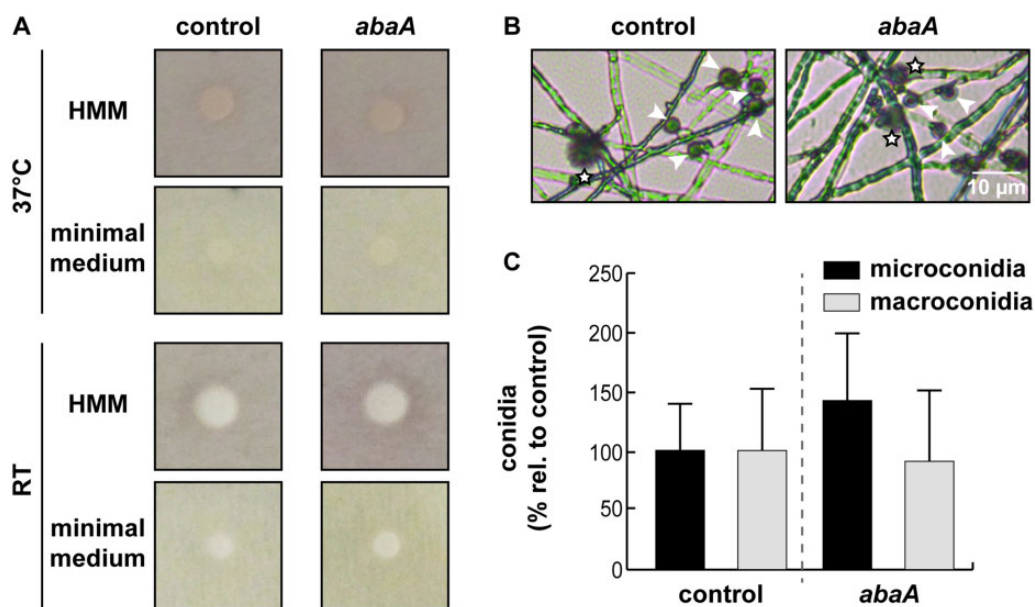 A
control
abaA
37°C
HMM
minimal
medium
RT
HMM
minimal
medium
B
control
abaA
10 µm
C
conidia
(% rel. to control)
250
200
150
100
50
0
microconidia
macroconidia
control
abaA